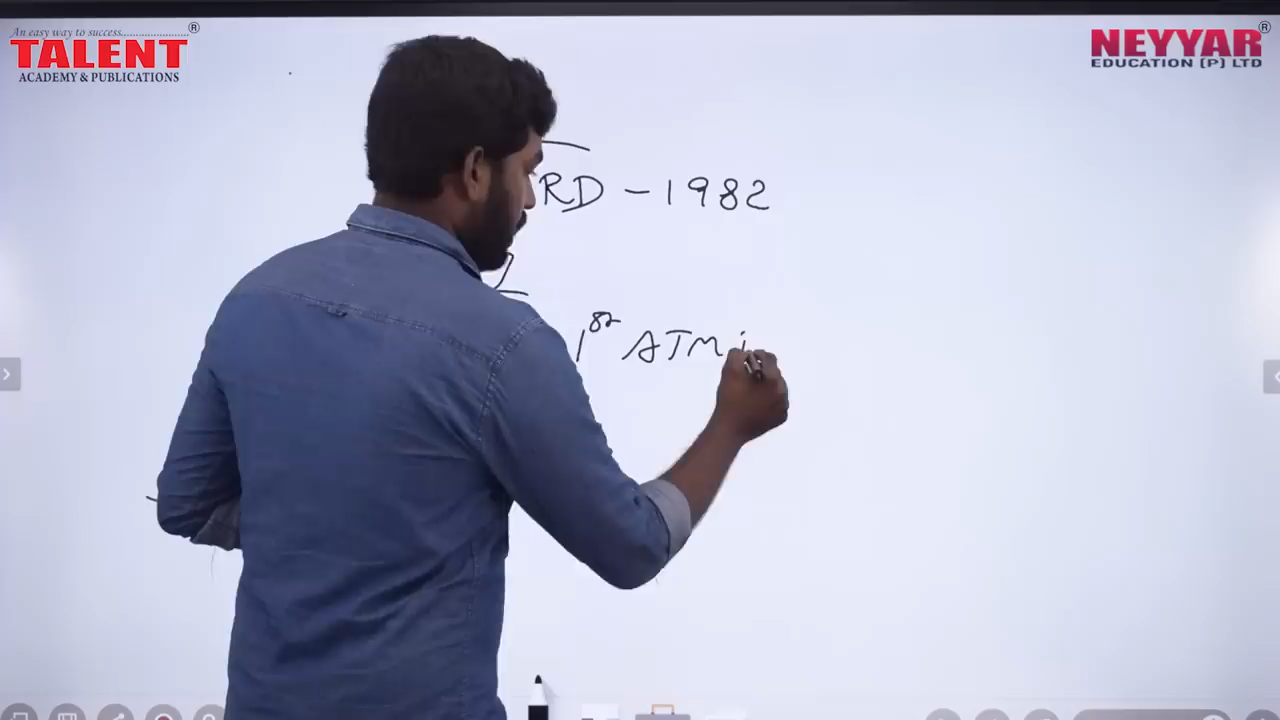 An easy way to success.....................®
TALENT
ACADEMY & PUBLICATIONS
NEYYAR®
EDUCATION (P) LTD
RD - 1982
1st ATM i